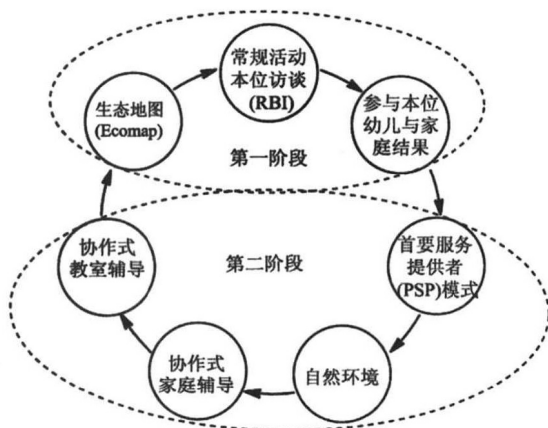 常规活动
本位访谈
(RBI)
生态地图
(Ecomap)
参与本位
幼儿与家
庭结果
第一阶段
协作式
教室辅导
第二阶段
首要服务
提供者
(PSP)模式
协作式
家庭辅导
自然环境